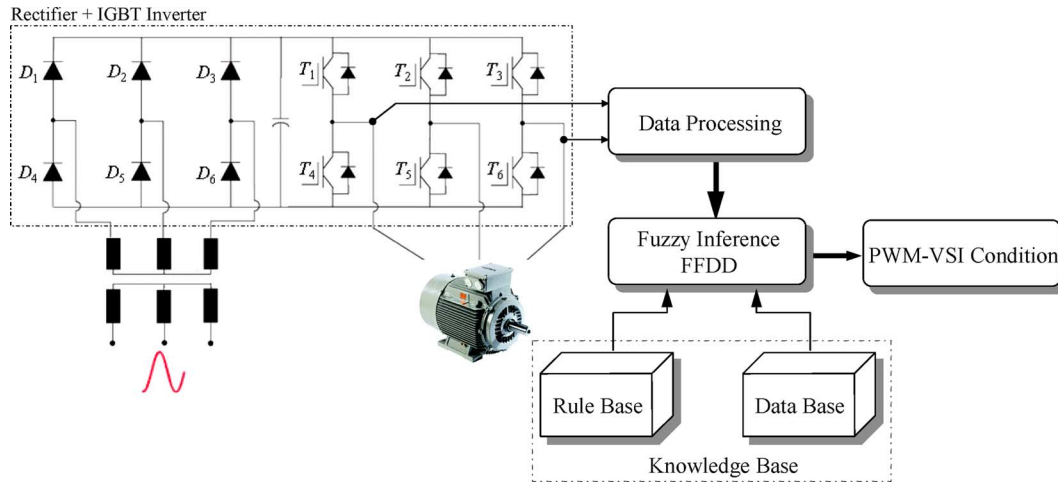 Rectifier + IGBT Inverter
D1
D2
D3
T1
T2
T3
D4
D5
D6
T4
T5
T6
Data Processing
Fuzzy Inference
FFDD
PWM-VSI Condition
Rule Base
Data Base
Knowledge Base